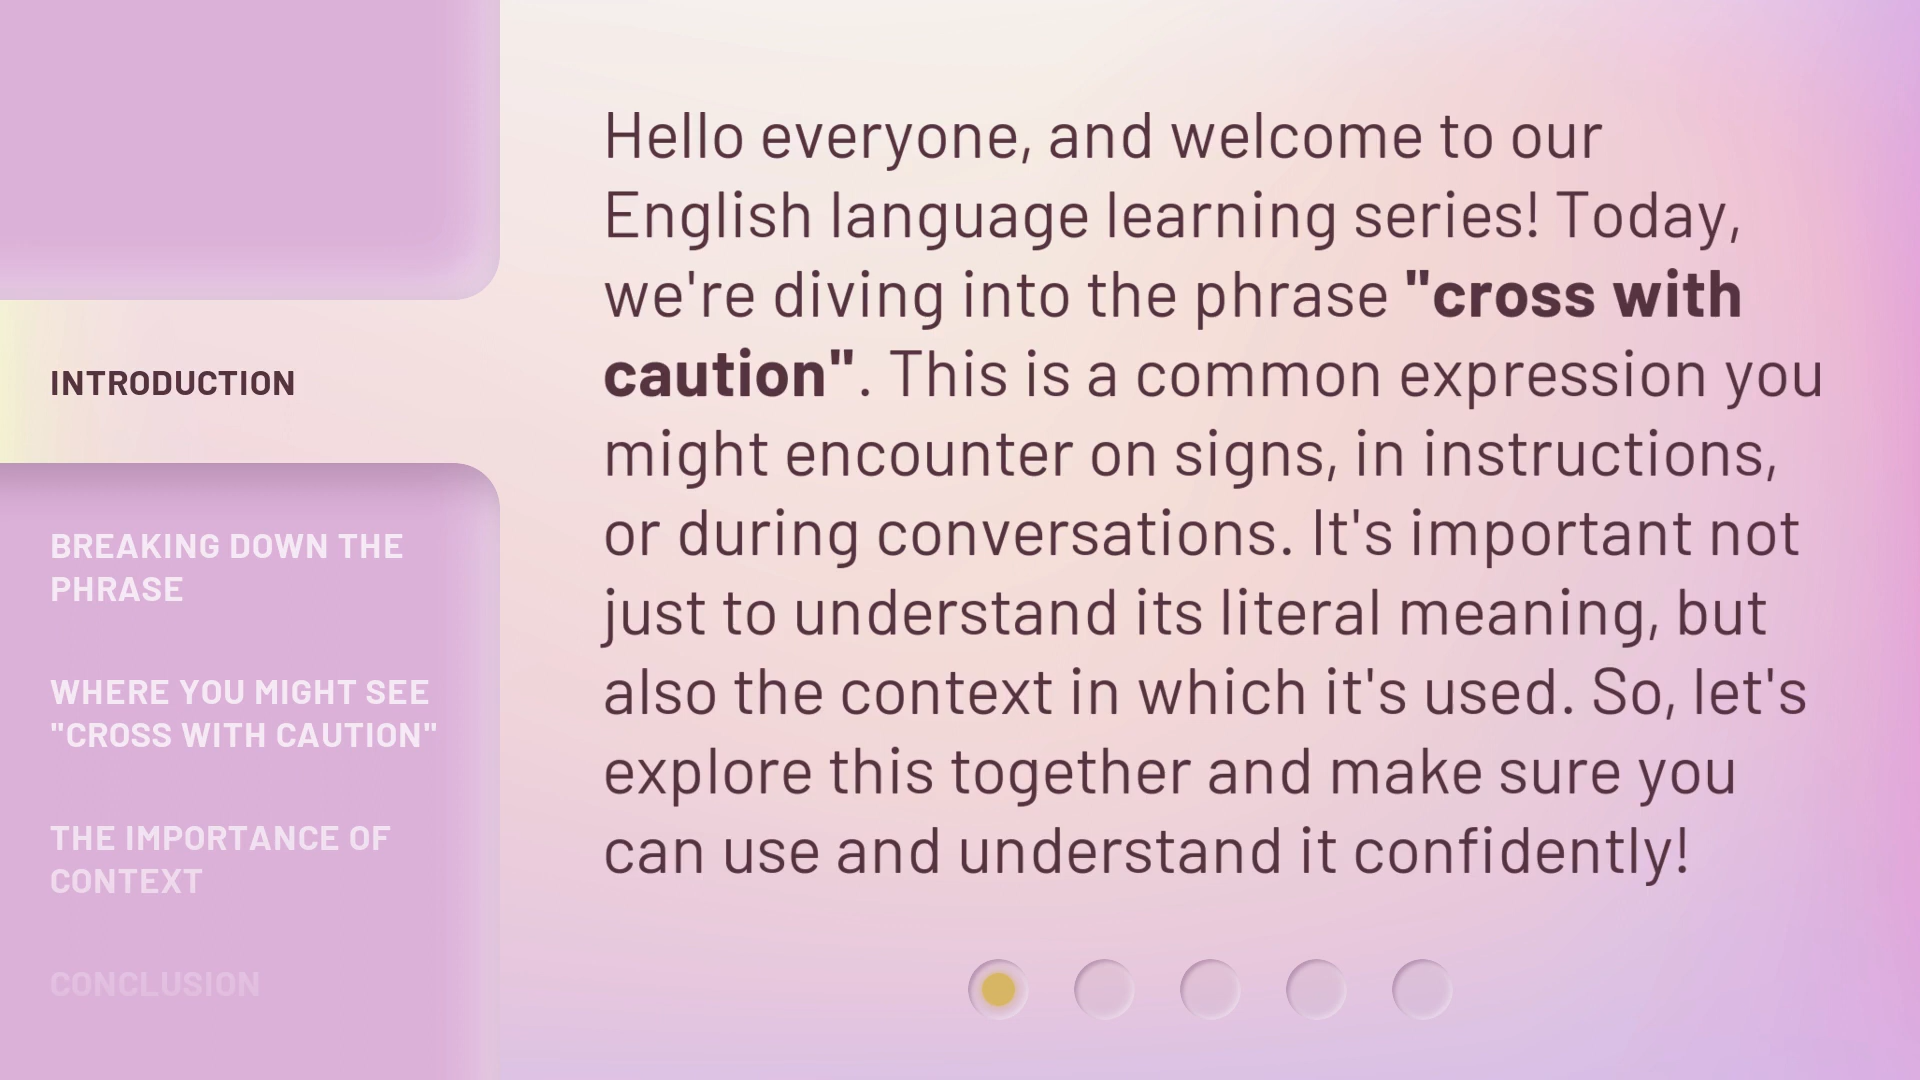 INTRODUCTION
BREAKING DOWN THE
PHRASE
WHERE YOU MIGHT SEE
"CROSS WITH CAUTION"
THE IMPORTANCE OF
CONTEXT
CONCLUSION
Hello everyone, and welcome to our
English language learning series! Today,
we're diving into the phrase "cross with
caution". This is a common expression you
might encounter on signs, in instructions,
or during conversations. It's important not
just to understand its literal meaning, but
also the context in which it's used. So, let's
explore this together and make sure you
can use and understand it confidently!